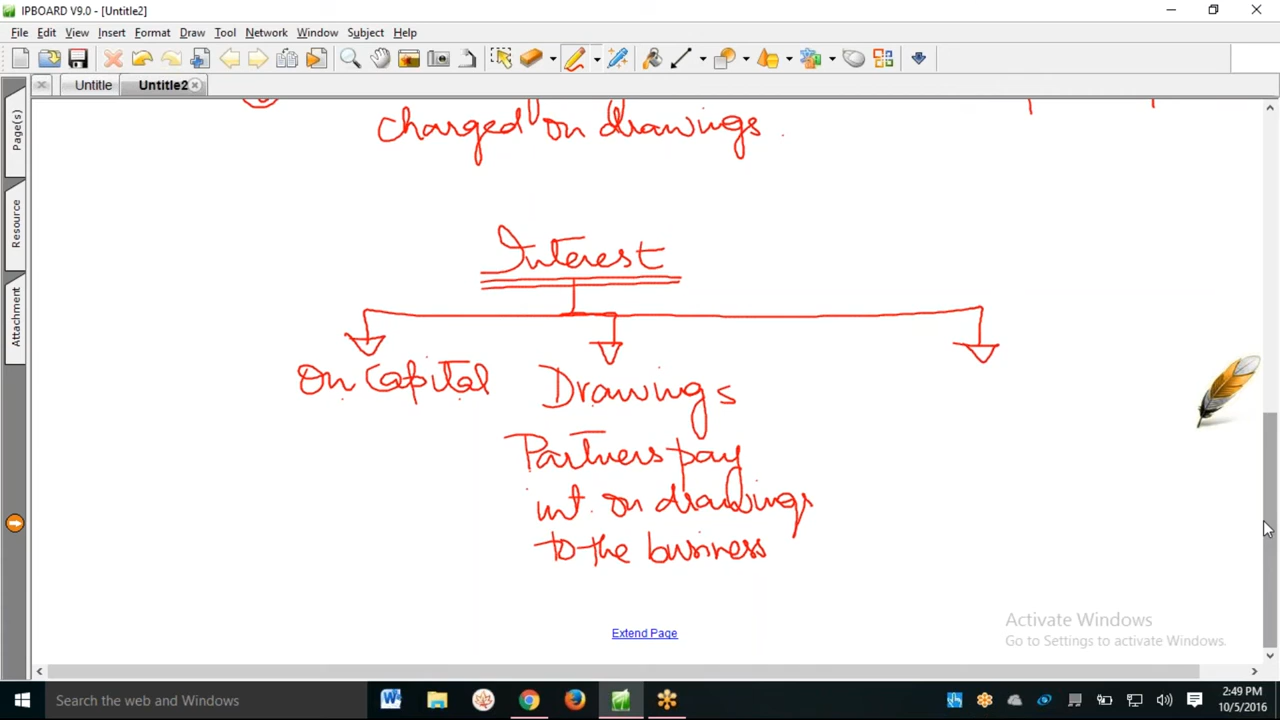 IPBOARD V9.0 - [Untitle2]
File Edit View Insert Format Draw Tool Network Window Subject Help
Untitle Untitle2
Page(s)
Resource
Attachment
charged on drawings.
Interest
On Capital Drawings
Partners pay
int. on drawings
to the business
Extend Page
Activate Windows
Go to Settings to activate Windows.
Search the web and Windows
2:49 PM
10/5/2016